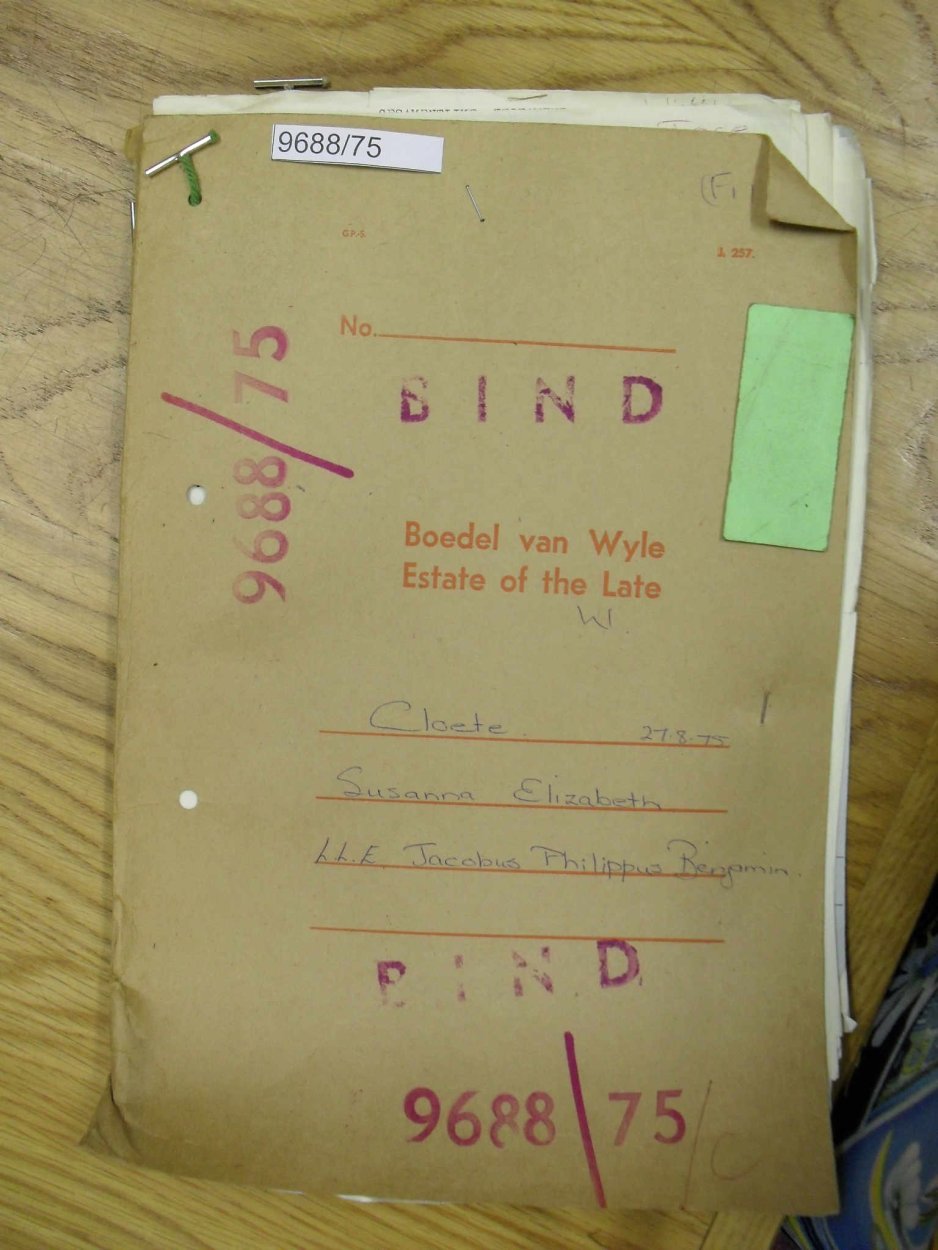 9688/75
G.P.-S.
J. 257.
No.
9688/75
BIND
Boedel van Wyle
Estate of the Late
W.
Cloete 27.8.75
Susanna Elizabeth
Jacobus Philippus Benjamin.
BIND
9688/75